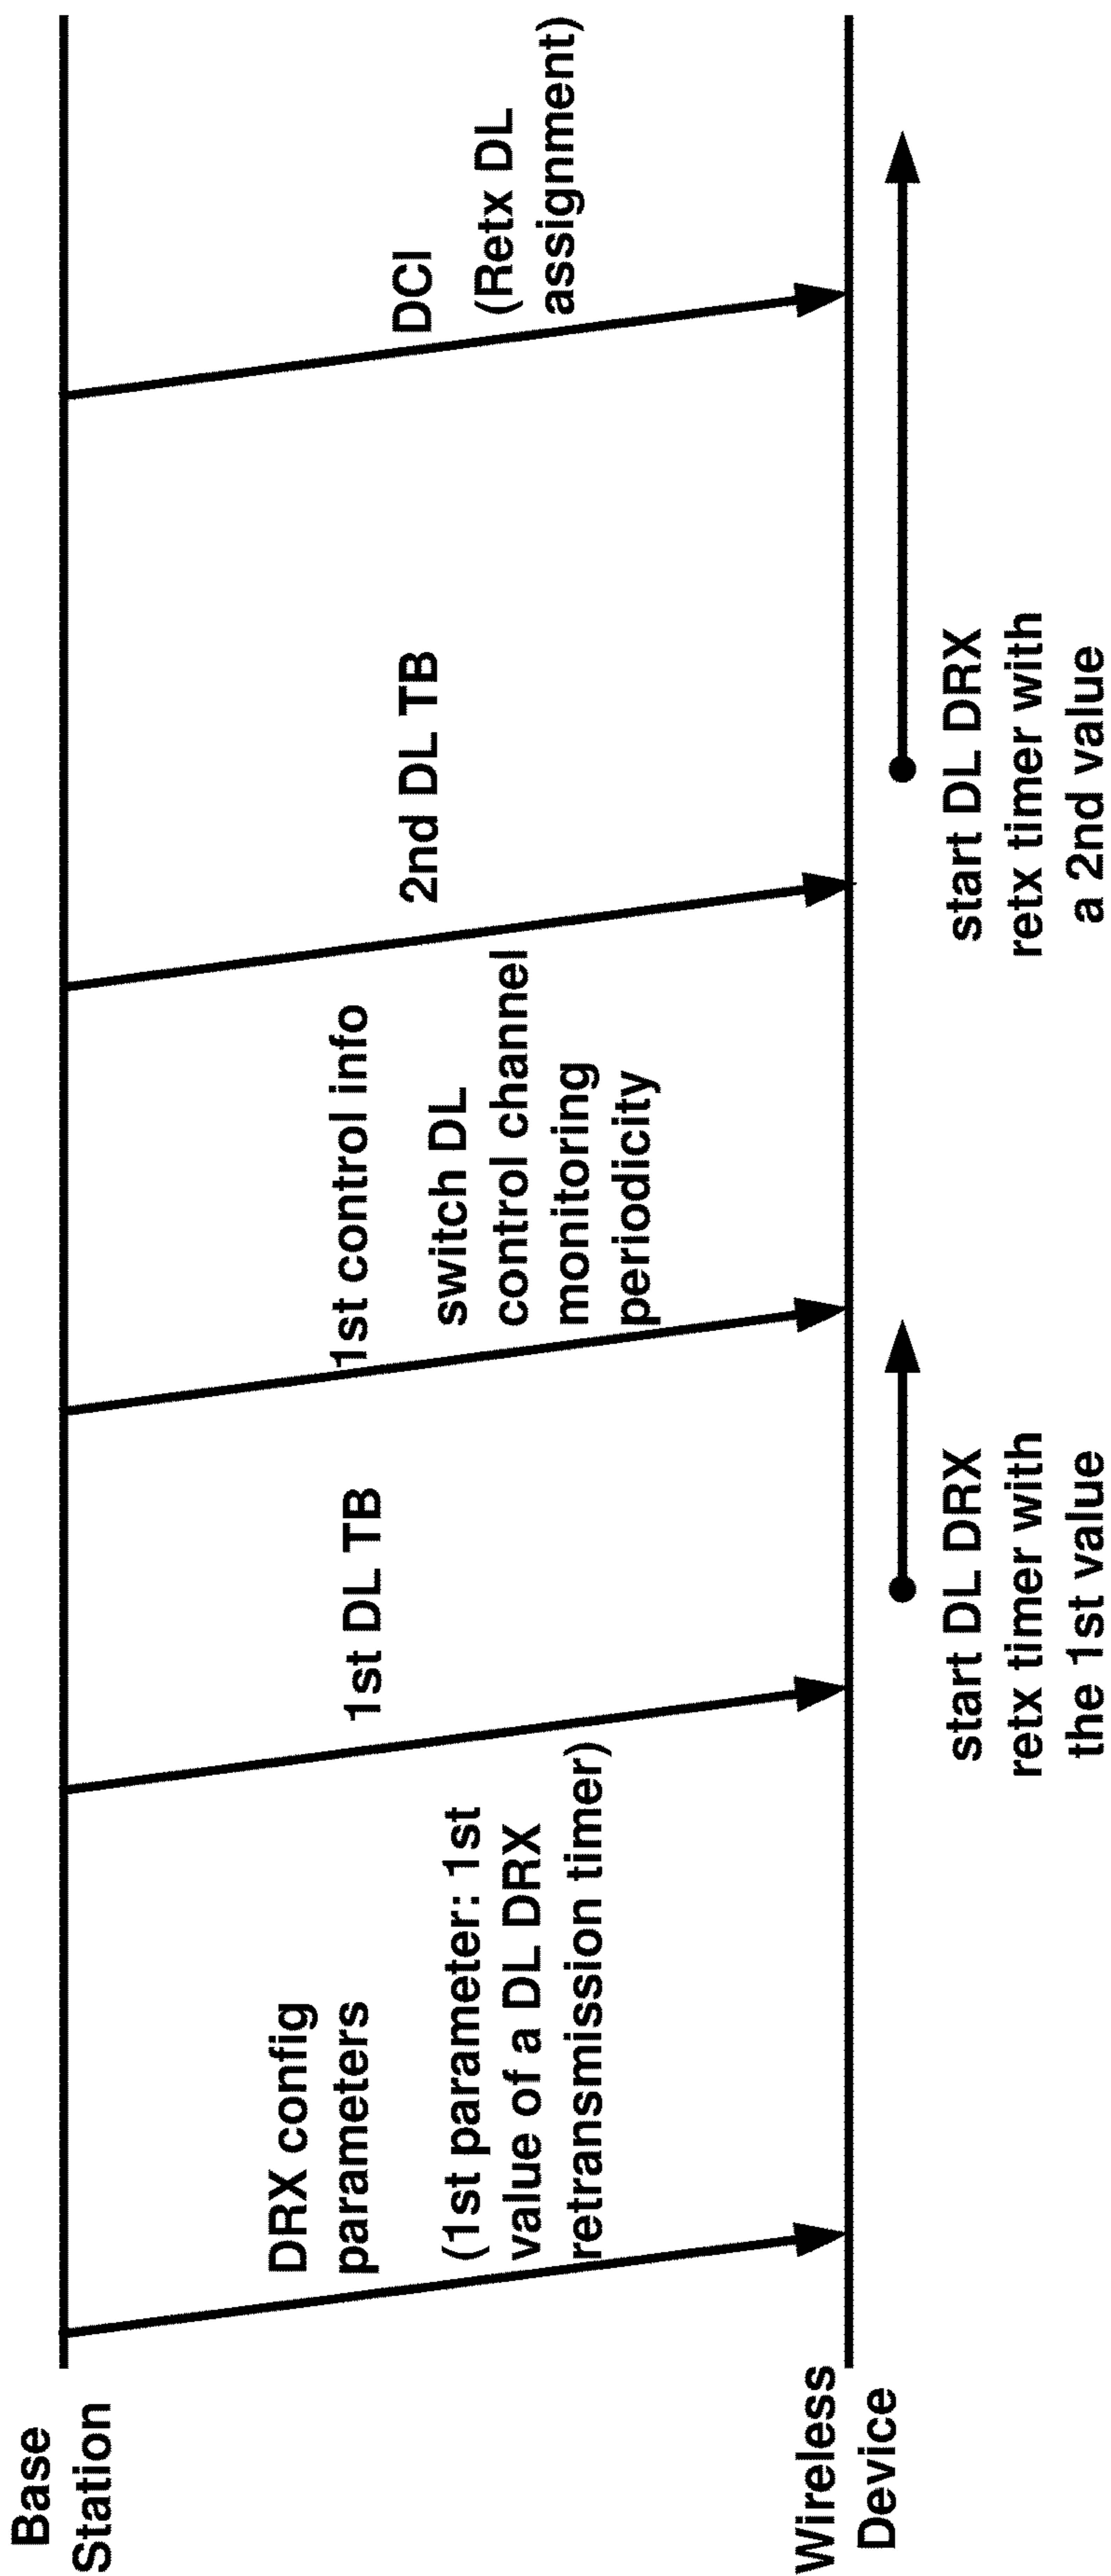 Base
Station
DRX config
parameters
(1st parameter: 1st
value of a DL DRX
retransmission timer)
1st DL TB
1st control info
switch DL
control channel
monitoring
periodicity
2nd DL TB
DCI
(Retx DL
assignment)
Wireless
Device
start DL DRX
retx timer with
the 1st value
start DL DRX
retx timer with
a 2nd value